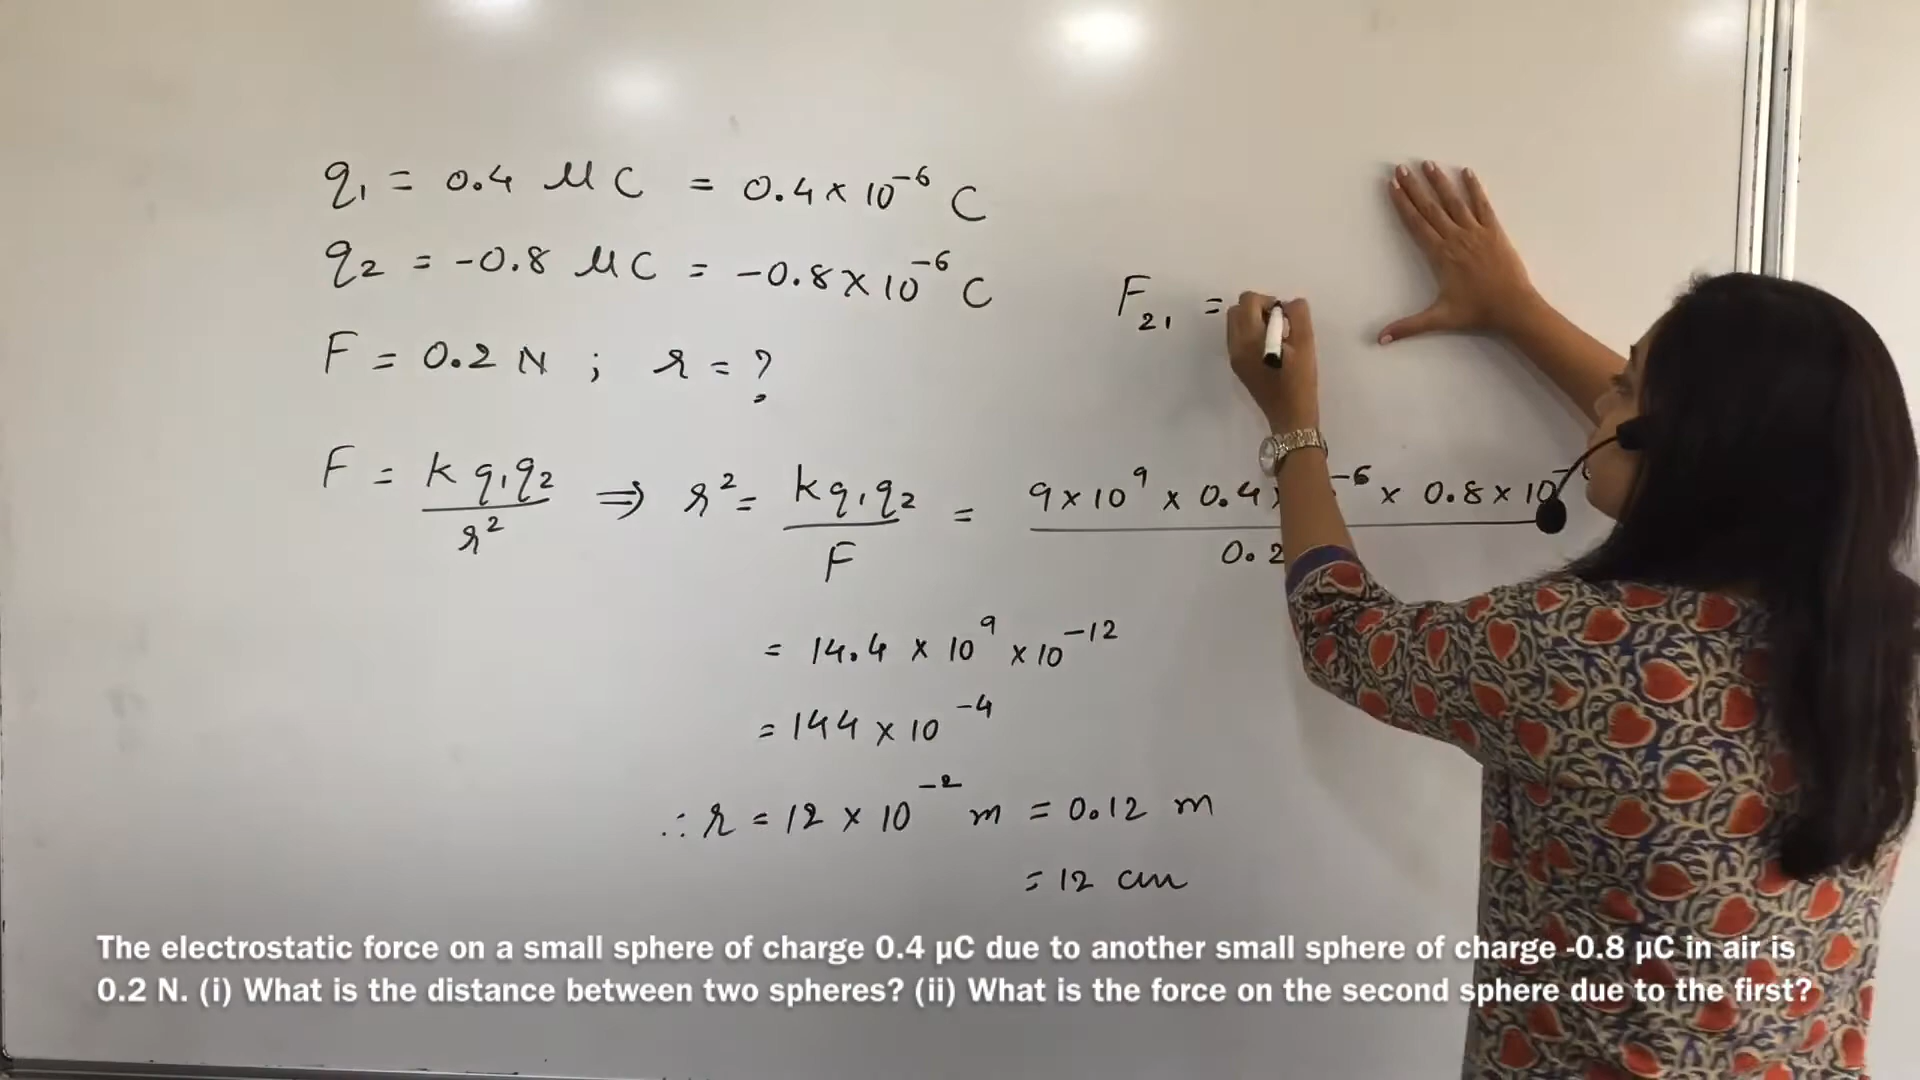 q₁ = 0.4 μC = 0.4 × 10⁻⁶ C
q₂ = -0.8 μC = -0.8 × 10⁻⁶ C
F = 0.2 N ; r = ?
F = k q₁q₂ / r² ⇒ r² = k q₁q₂ / F = 9 × 10⁹ × 0.4 ⁻⁶ × 0.8 × 10⁻ / 0.2
= 14.4 × 10⁹ × 10⁻¹²
= 144 × 10⁻⁴
∴ r = 12 × 10⁻² m = 0.12 m
= 12 cm
F₂₁ =
The electrostatic force on a small sphere of charge 0.4 μC due to another small sphere of charge -0.8 μC in air is
0.2 N. (i) What is the distance between two spheres? (ii) What is the force on the second sphere due to the first?